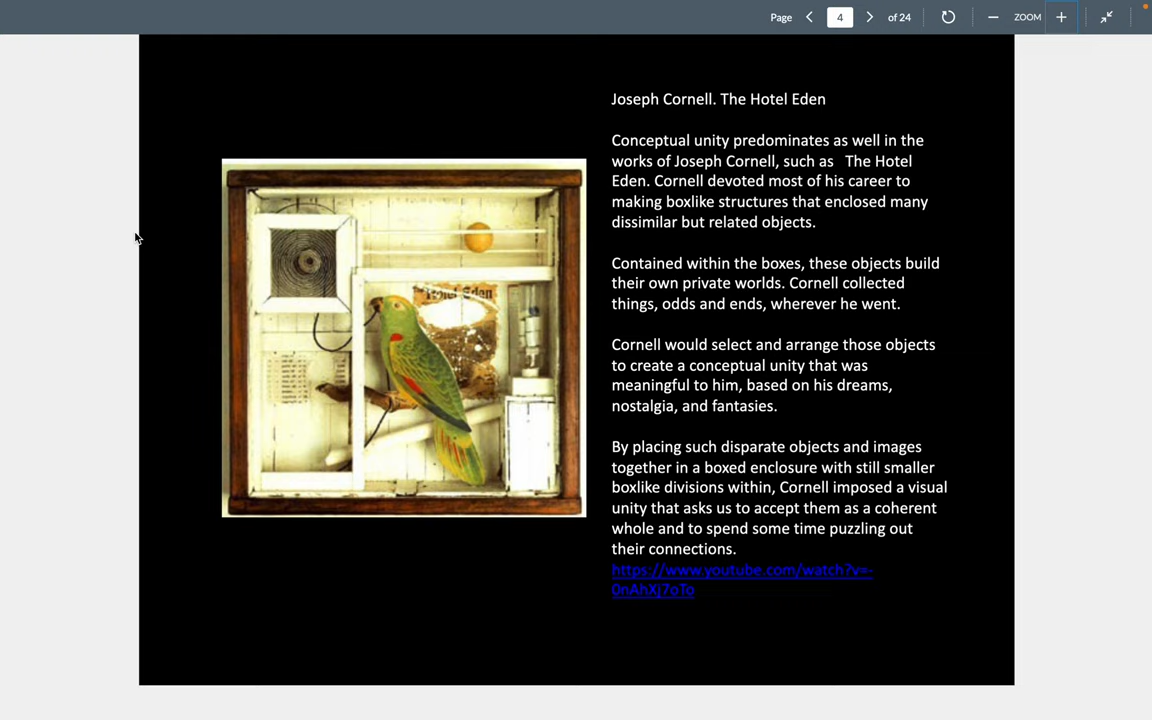 Page 4 of 24 ZOOM
Joseph Cornell. The Hotel Eden
Conceptual unity predominates as well in the
works of Joseph Cornell, such as The Hotel
Eden. Cornell devoted most of his career to
making boxlike structures that enclosed many
dissimilar but related objects.
Contained within the boxes, these objects build
their own private worlds. Cornell collected
things, odds and ends, wherever he went.
Cornell would select and arrange those objects
to create a conceptual unity that was
meaningful to him, based on his dreams,
nostalgia, and fantasies.
By placing such disparate objects and images
together in a boxed enclosure with still smaller
boxlike divisions within, Cornell imposed a visual
unity that asks us to accept them as a coherent
whole and to spend some time puzzling out
their connections.
https://www.youtube.com/watch?v=-
0nAhXj7oTo
Hotel Eden